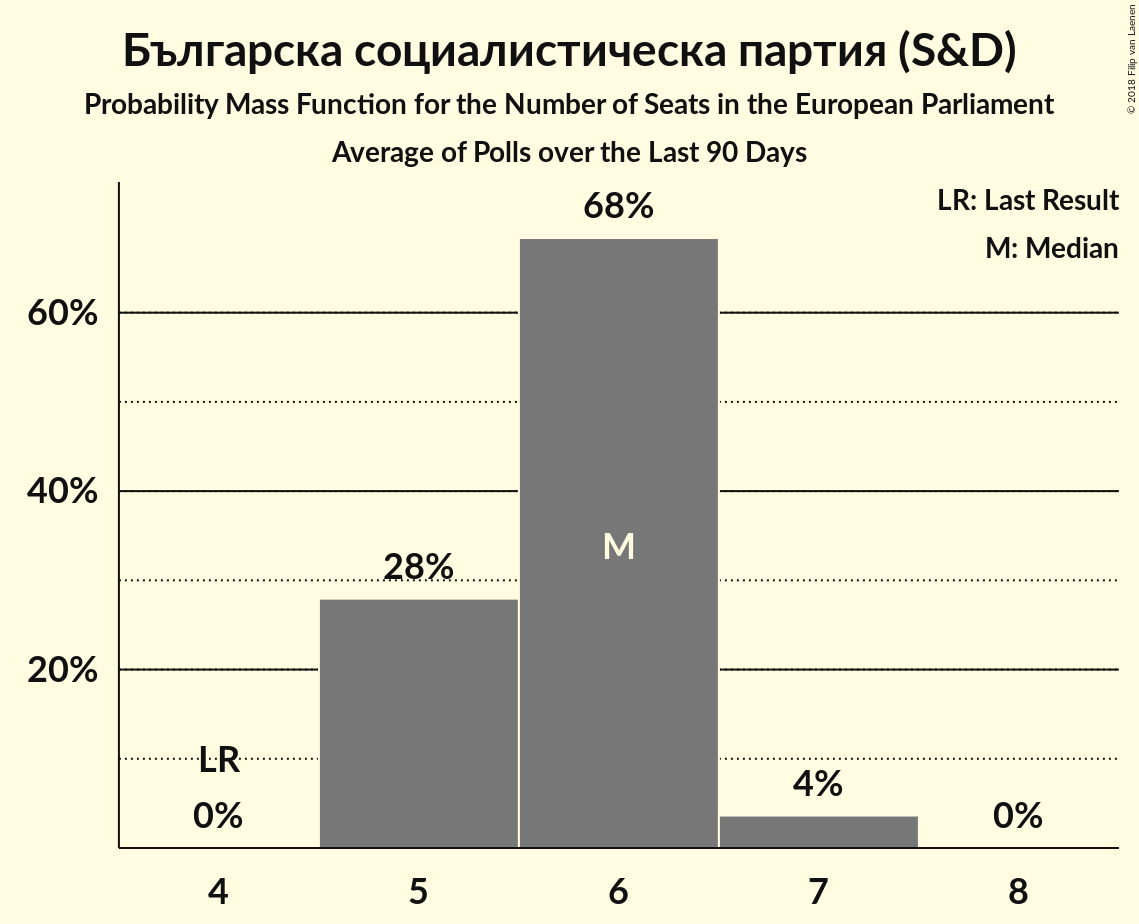 Българска социалистическа партия (S&D)
Probability Mass Function for the Number of Seats in the European Parliament
Average of Polls over the Last 90 Days
© 2018 Filip van Laenen
LR: Last Result
M: Median
68%
60%
40%
M
28%
20%
LR
4%
0%
0%
4 5 6 7 8